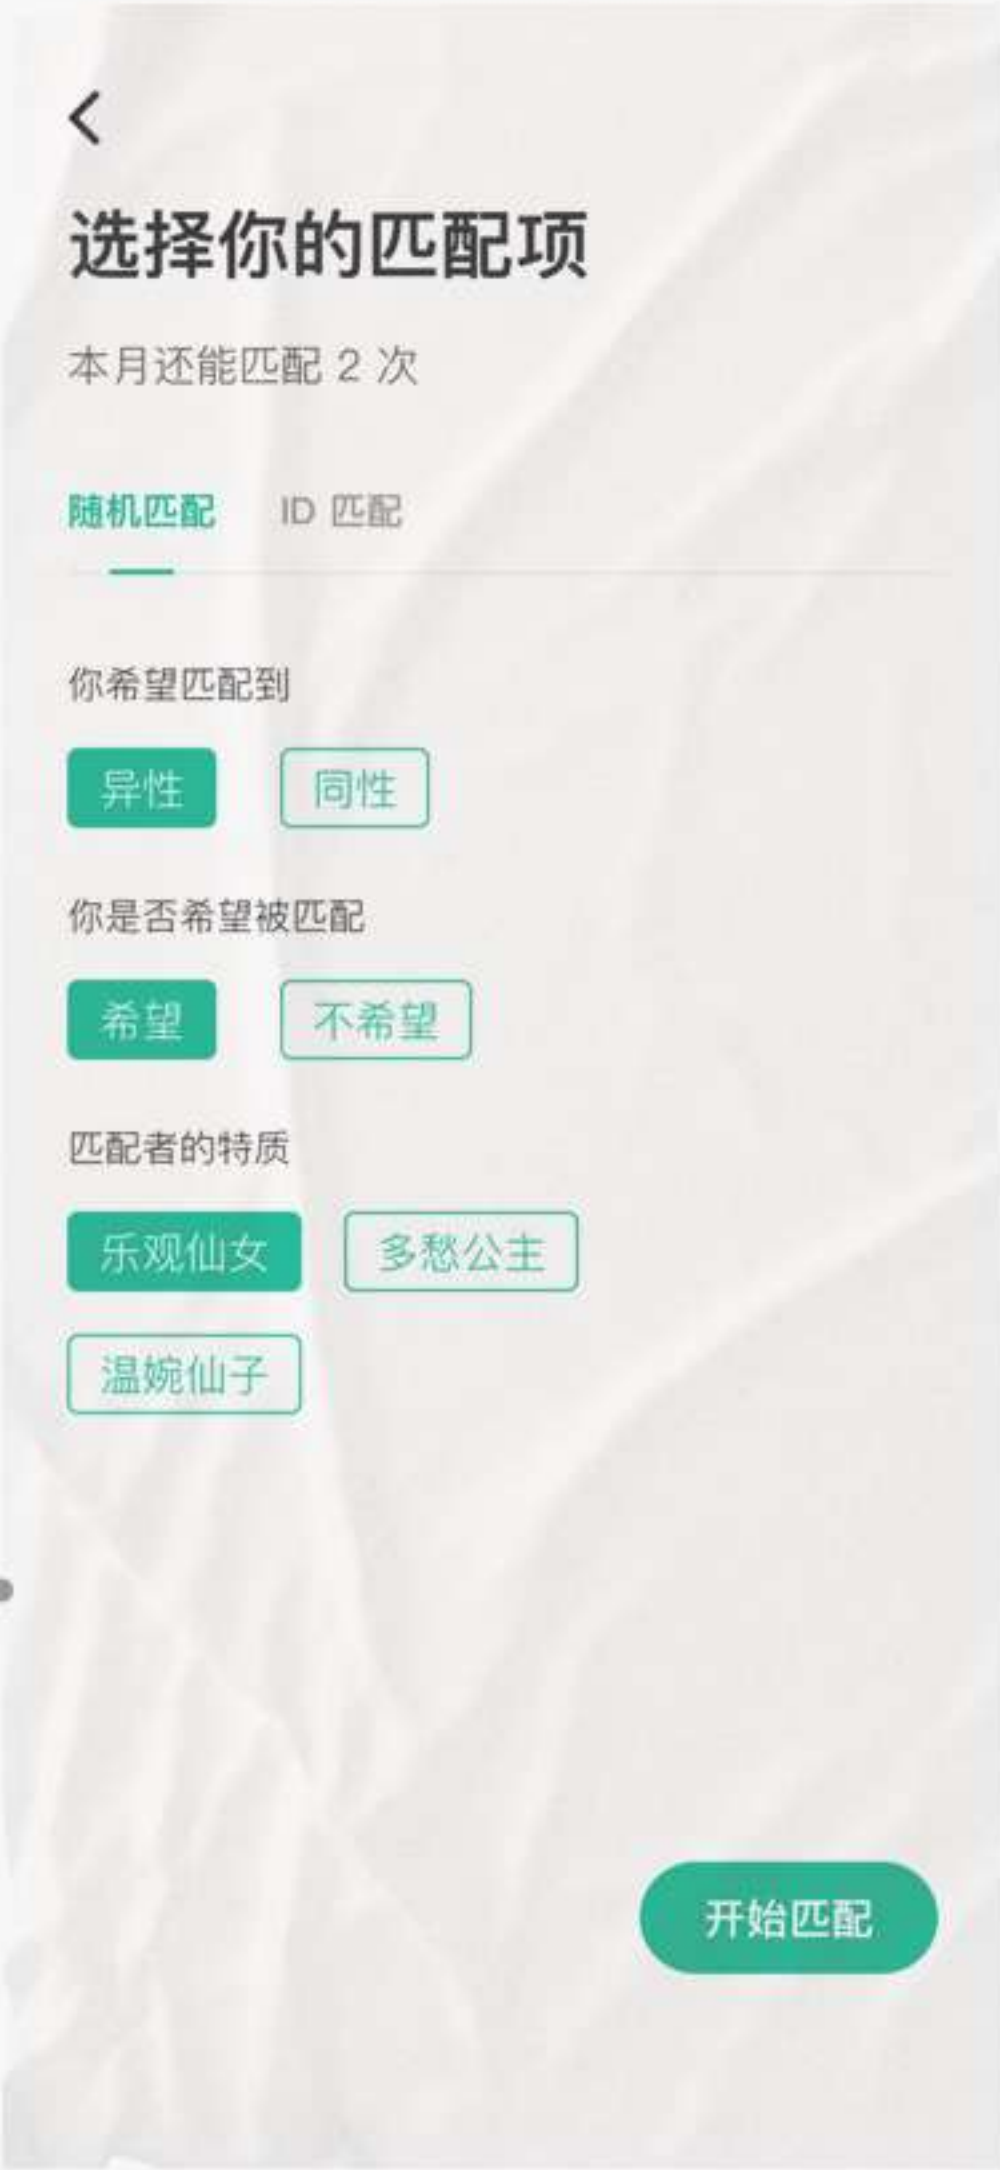 选择你的匹配项
本月还能匹配 2 次
随机匹配 ID 匹配
你希望匹配到
异性 同性
你是否希望被匹配
希望 不希望
匹配者的特质
乐观仙女 多愁公主
温婉仙子
开始匹配